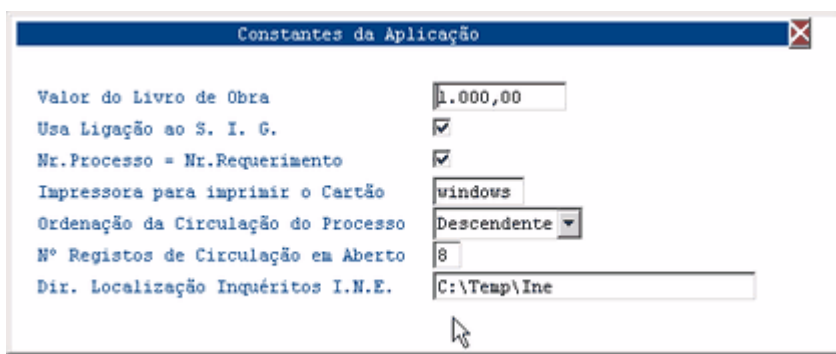 Constantes da Aplicação
Valor do Livro de Obra 1.000,00
Usa Ligação ao S. I. G.
Nr.Processo = Nr.Requerimento
Impressora para imprimir o Cartão windows
Ordenação da Circulação do Processo Descendente
Nº Registos de Circulação em Aberto 8
Dir. Localização Inquéritos I.N.E. C:\Temp\Ine